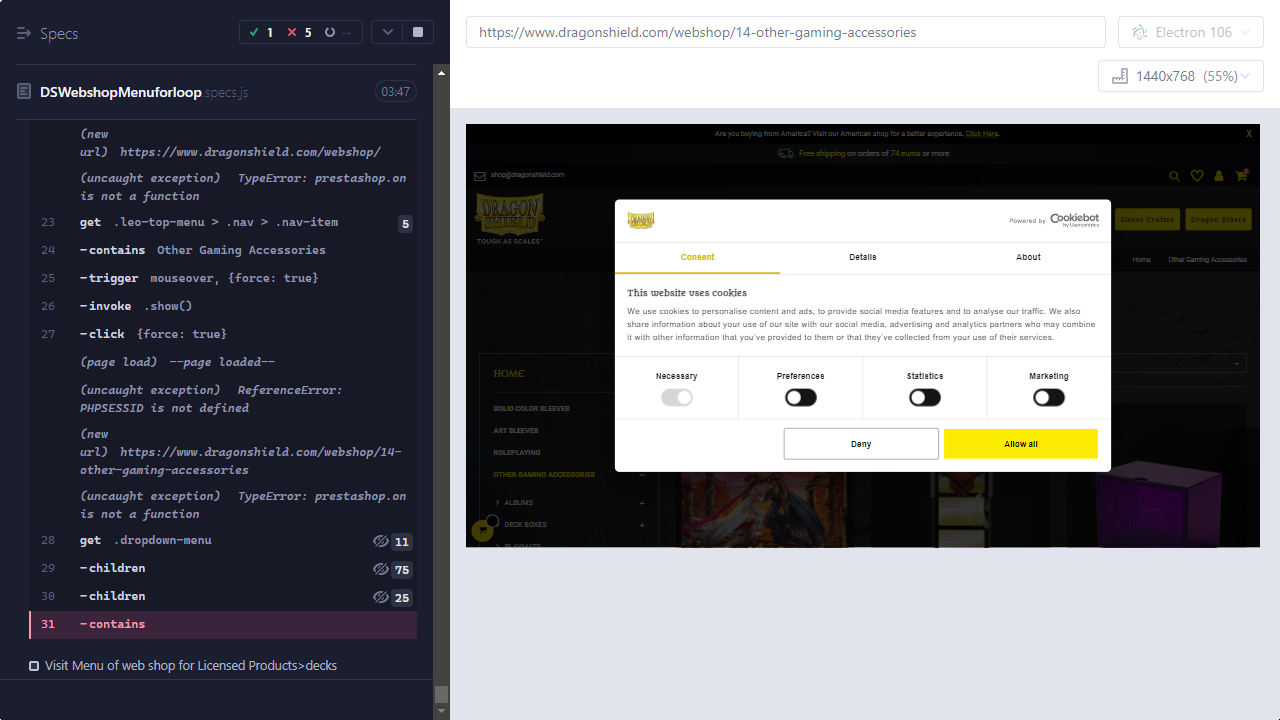 Specs
1
5
--
DSWebshopMenuforloop.specs.js
03:47
(new
url) https://www.dragonshield.com/webshop/
(uncaught exception) TypeError: prestashop.on
is not a function
23 get .leo-top-menu > .nav > .nav-item 5
24 -contains Other Gaming Accessories
25 -trigger mouseover, {force: true}
26 -invoke .show()
27 -click {force: true}
(page load) --page loaded--
(uncaught exception) ReferenceError:
PHPSESSID is not defined
(new
url) https://www.dragonshield.com/webshop/14-
other-gaming-accessories
(uncaught exception) TypeError: prestashop.on
is not a function
28 get .dropdown-menu 11
29 -children 75
30 -children 25
31 -contains
Visit Menu of web shop for Licensed Products>decks
https://www.dragonshield.com/webshop/14-other-gaming-accessories
Electron 106
1440x768 (55%)
Are you buying from America? Visit our American shop for a better experience. Click Here.
X
Free shipping on orders of 74 euros or more
shop@dragonshield.com
DRAGON
SHIELD
TOUGH AS SCALES
Sleeve Crafter
Dragon Riders
Home
Other Gaming Accessories
Powered by Cookiebot
by Usercentrics
Consent
Details
About
This website uses cookies
We use cookies to personalise content and ads, to provide social media features and to analyse our traffic. We also
share information about your use of our site with our social media, advertising and analytics partners who may combine
it with other information that you've provided to them or that they've collected from your use of their services.
Necessary
Preferences
Statistics
Marketing
Deny
Allow all
HOME
SOLID COLOR SLEEVES
ART SLEEVES
ROLEPLAYING
OTHER GAMING ACCESSORIES
ALBUMS +
DECK BOXES +
PLAYMATS